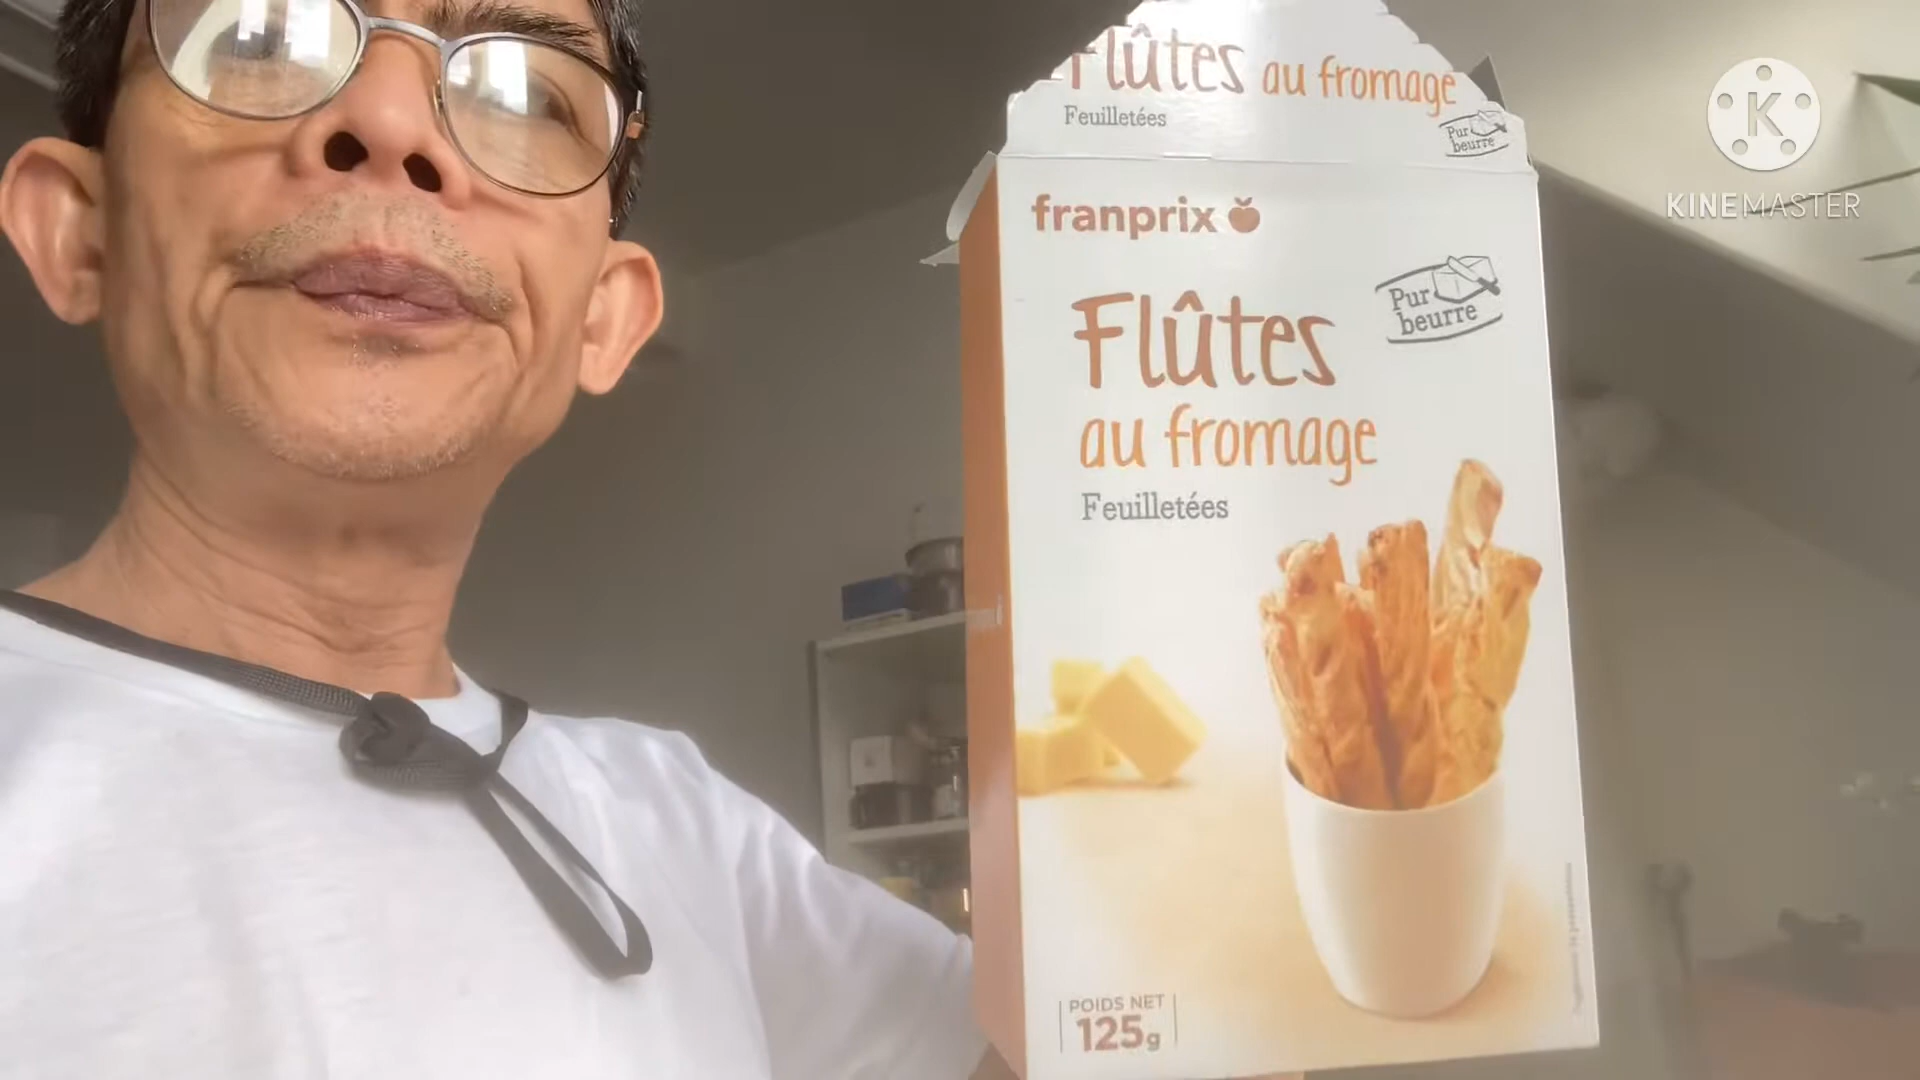 Flûtes au fromage
Feuilletées
Pur
beurre
franprix
Pur
beurre
Flûtes
au fromage
Feuilletées
POIDS NET
125g
K
KINEMASTER